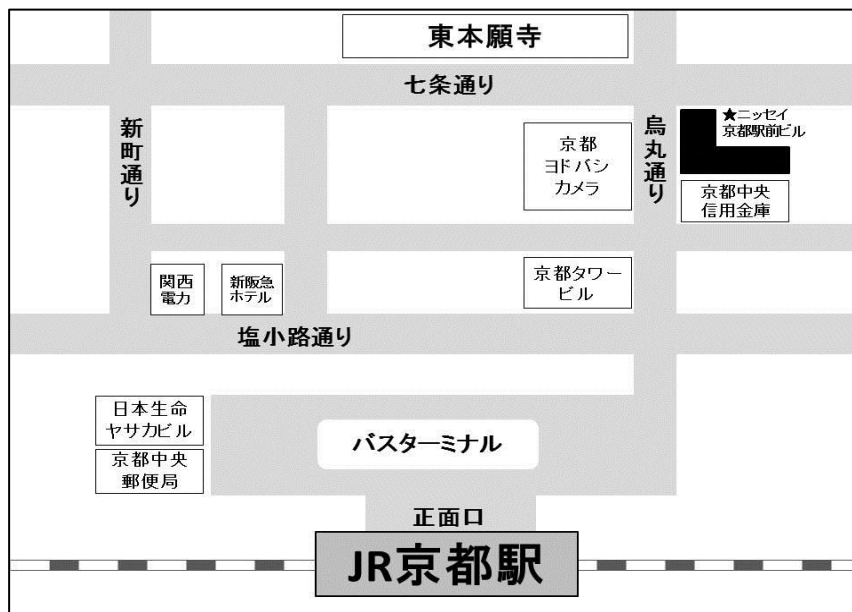 東本願寺
七条通り
新町通り
烏丸通り
★ニッセイ
京都駅前ビル
京都
ヨドバシ
カメラ
京都中央
信用金庫
関西
電力
新阪急
ホテル
京都タワー
ビル
塩小路通り
日本生命
ヤサカビル
京都中央
郵便局
バスターミナル
正面口
JR京都駅